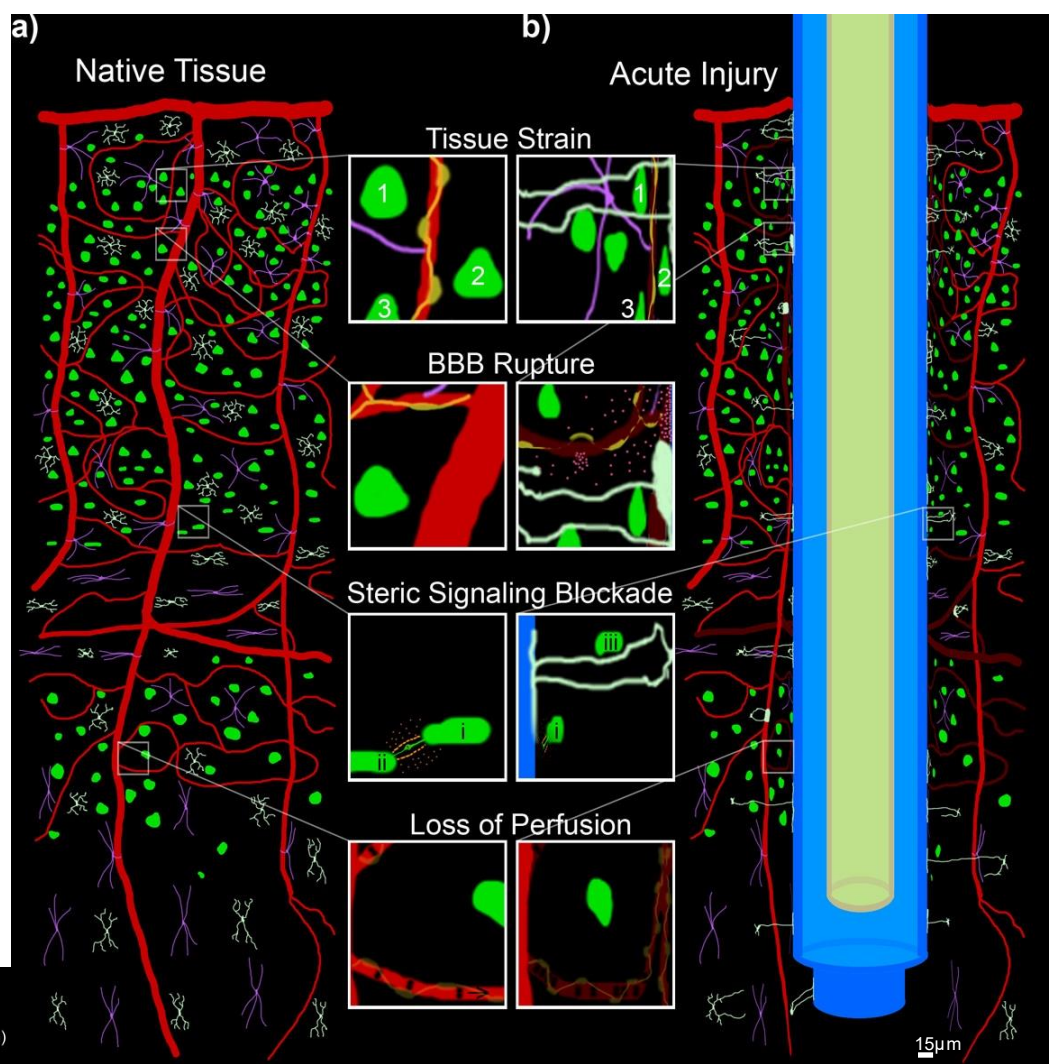 a)
b)
Native Tissue
Acute Injury
Tissue Strain
1
2
3
1
2
3
BBB Rupture
Steric Signaling Blockade
i
ii
iii
i
Loss of Perfusion
15µm
)